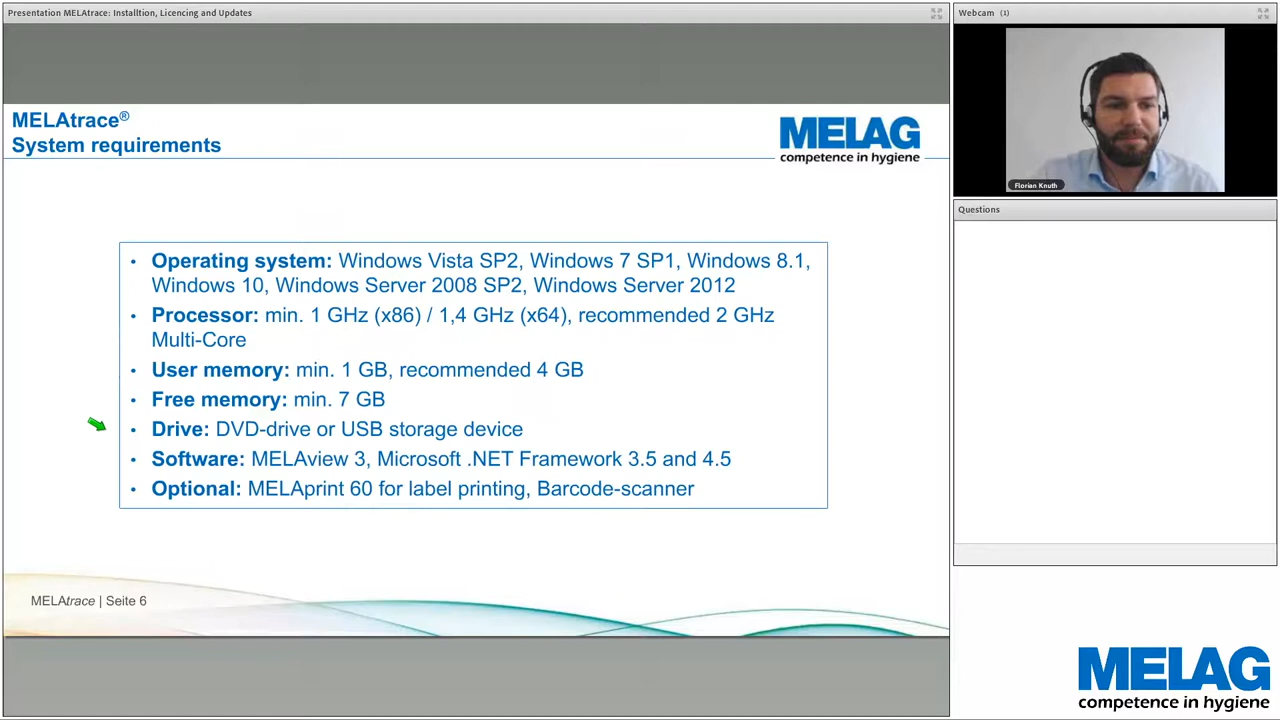 Presentation MELAtrace: Installtion, Licencing and Updates
MELAtrace®
System requirements
MELAG
competence in hygiene
• Operating system: Windows Vista SP2, Windows 7 SP1, Windows 8.1,
Windows 10, Windows Server 2008 SP2, Windows Server 2012
• Processor: min. 1 GHz (x86) / 1,4 GHz (x64), recommended 2 GHz
Multi-Core
• User memory: min. 1 GB, recommended 4 GB
• Free memory: min. 7 GB
• Drive: DVD-drive or USB storage device
• Software: MELAview 3, Microsoft .NET Framework 3.5 and 4.5
• Optional: MELAprint 60 for label printing, Barcode-scanner
MELAtrace | Seite 6
Webcam (1)
Florian Knuth
Questions
MELAG
competence in hygiene